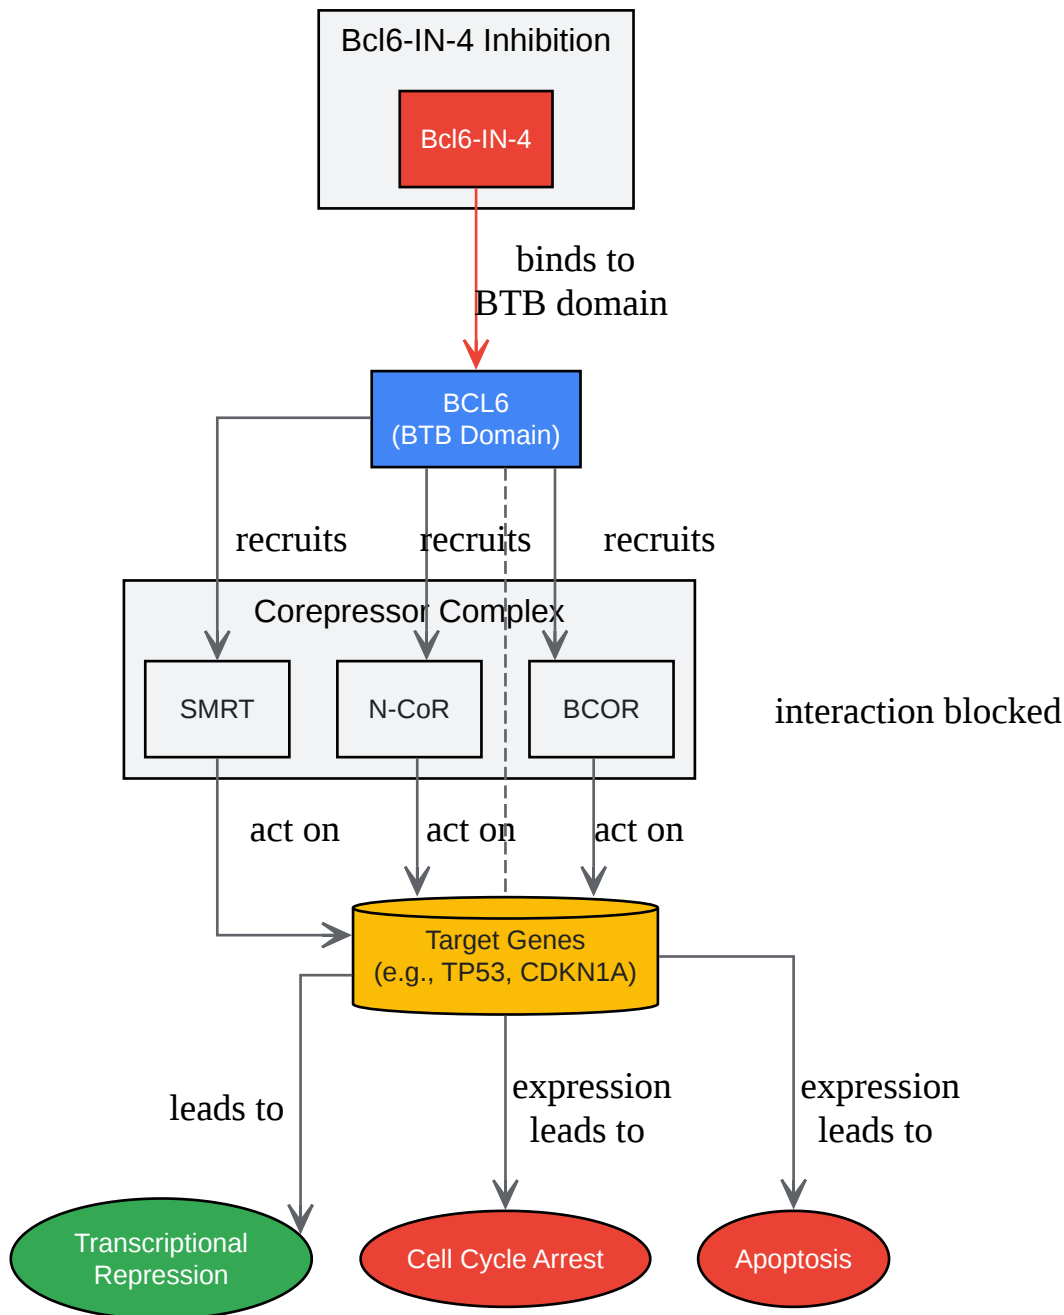 Bcl6-IN-4 Inhibition
Bcl6-IN-4
binds to
BTB domain
BCL6
(BTB Domain)
recruits
recruits
recruits
Corepressor Complex
SMRT
N-CoR
BCOR
interaction blocked
act on
act on
act on
Target Genes
(e.g., TP53, CDKN1A)
leads to
expression
leads to
expression
leads to
Transcriptional
Repression
Cell Cycle Arrest
Apoptosis